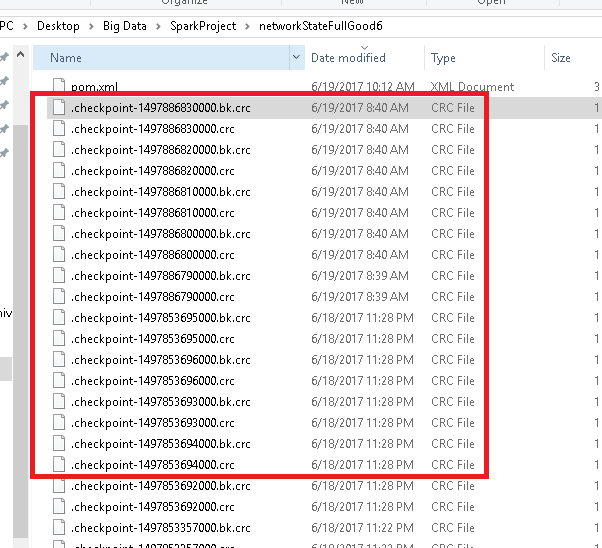 Organize New Open
PC > Desktop > Big Data > SparkProject > networkStateFullGood6
Name Date modified Type Size
pom.xml 6/19/2017 10:12 AM XML Document 3
.checkpoint-1497886830000.bk.crc 6/19/2017 8:40 AM CRC File 1
.checkpoint-1497886830000.crc 6/19/2017 8:40 AM CRC File 1
.checkpoint-1497886820000.bk.crc 6/19/2017 8:40 AM CRC File 1
.checkpoint-1497886820000.crc 6/19/2017 8:40 AM CRC File 1
.checkpoint-1497886810000.bk.crc 6/19/2017 8:40 AM CRC File 1
.checkpoint-1497886810000.crc 6/19/2017 8:40 AM CRC File 1
.checkpoint-1497886800000.bk.crc 6/19/2017 8:40 AM CRC File 1
.checkpoint-1497886800000.crc 6/19/2017 8:40 AM CRC File 1
.checkpoint-1497886790000.bk.crc 6/19/2017 8:39 AM CRC File 1
.checkpoint-1497886790000.crc 6/19/2017 8:39 AM CRC File 1
.checkpoint-1497853695000.bk.crc 6/18/2017 11:28 PM CRC File 1
.checkpoint-1497853695000.crc 6/18/2017 11:28 PM CRC File 1
.checkpoint-1497853696000.bk.crc 6/18/2017 11:28 PM CRC File 1
.checkpoint-1497853696000.crc 6/18/2017 11:28 PM CRC File 1
.checkpoint-1497853693000.bk.crc 6/18/2017 11:28 PM CRC File 1
.checkpoint-1497853693000.crc 6/18/2017 11:28 PM CRC File 1
.checkpoint-1497853694000.bk.crc 6/18/2017 11:28 PM CRC File 1
.checkpoint-1497853694000.crc 6/18/2017 11:28 PM CRC File 1
.checkpoint-1497853692000.bk.crc 6/18/2017 11:28 PM CRC File 1
.checkpoint-1497853692000.crc 6/18/2017 11:28 PM CRC File 1
.checkpoint-1497853357000.bk.crc 6/18/2017 11:22 PM CRC File 1
.checkpoint-1497853357000.crc 6/18/2017 11:22 PM CRC File 1